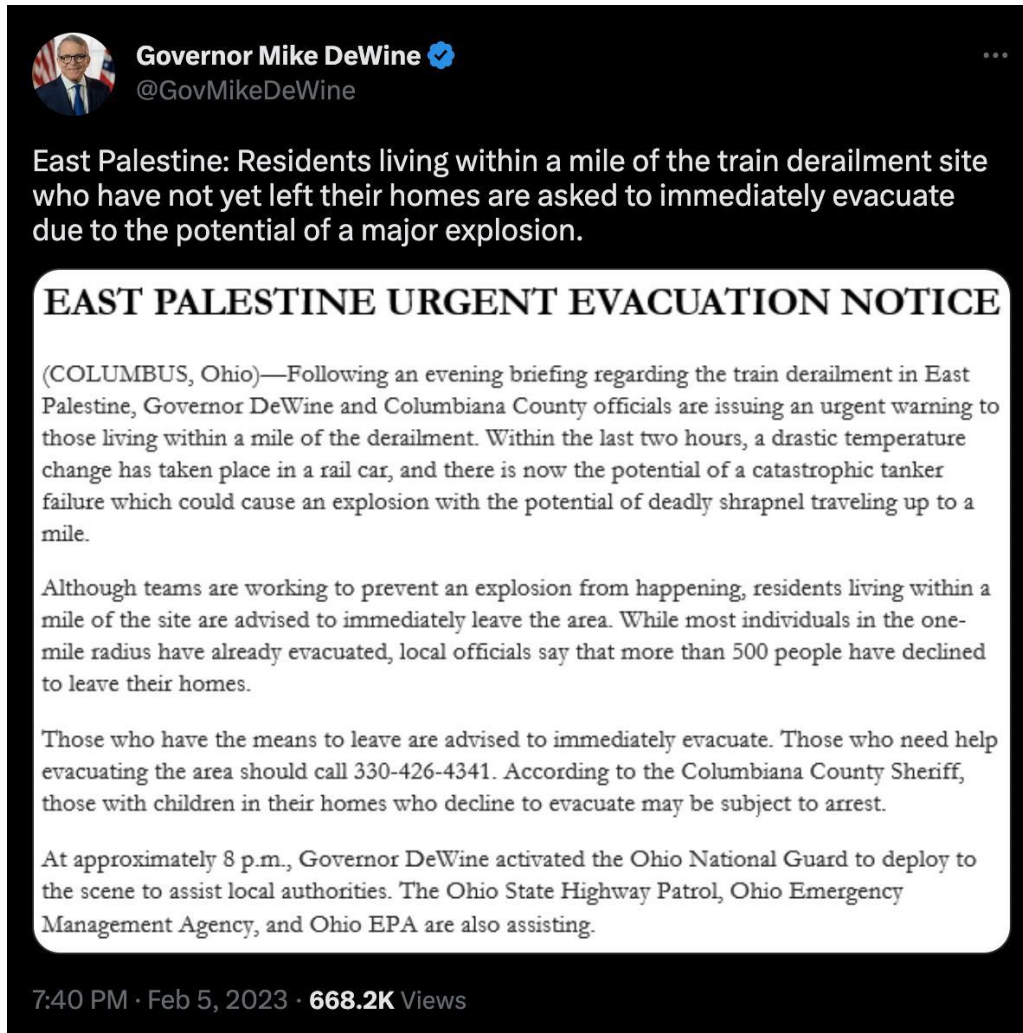 Governor Mike DeWine
@GovMikeDeWine
East Palestine: Residents living within a mile of the train derailment site
who have not yet left their homes are asked to immediately evacuate
due to the potential of a major explosion.
EAST PALESTINE URGENT EVACUATION NOTICE
(COLUMBUS, Ohio)—Following an evening briefing regarding the train derailment in East
Palestine, Governor DeWine and Columbiana County officials are issuing an urgent warning to
those living within a mile of the derailment. Within the last two hours, a drastic temperature
change has taken place in a rail car, and there is now the potential of a catastrophic tanker
failure which could cause an explosion with the potential of deadly shrapnel traveling up to a
mile.
Although teams are working to prevent an explosion from happening, residents living within a
mile of the site are advised to immediately leave the area. While most individuals in the one-
mile radius have already evacuated, local officials say that more than 500 people have declined
to leave their homes.
Those who have the means to leave are advised to immediately evacuate. Those who need help
evacuating the area should call 330-426-4341. According to the Columbiana County Sheriff,
those with children in their homes who decline to evacuate may be subject to arrest.
At approximately 8 p.m., Governor DeWine activated the Ohio National Guard to deploy to
the scene to assist local authorities. The Ohio State Highway Patrol, Ohio Emergency
Management Agency, and Ohio EPA are also assisting.
7:40 PM · Feb 5, 2023 · 668.2K Views